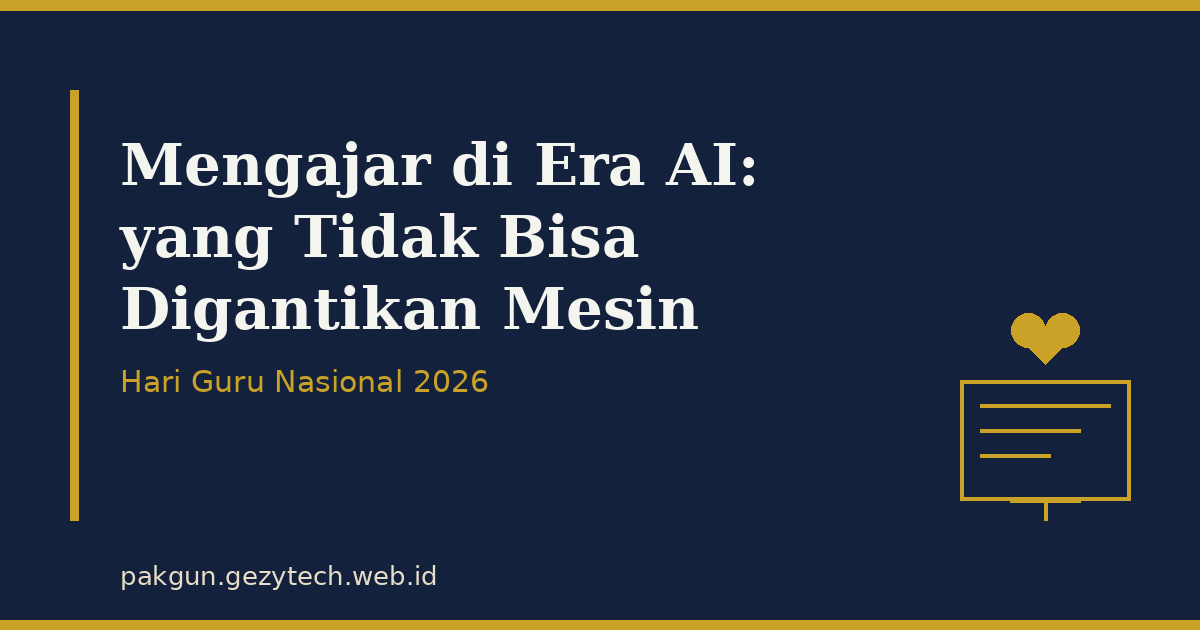 Mengajar di Era AI:
yang Tidak Bisa
Digantikan Mesin
Hari Guru Nasional 2026
pakgun.gezytech.web.id